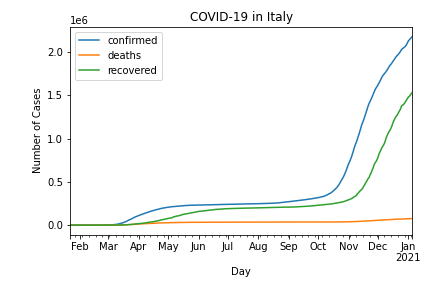 COVID-19 in Italy
1e6
confirmed
deaths
recovered
Number of Cases
2.0
1.5
1.0
0.5
0.0
Feb Mar Apr May Jun Jul Aug Sep Oct Nov Dec Jan
2021
Day